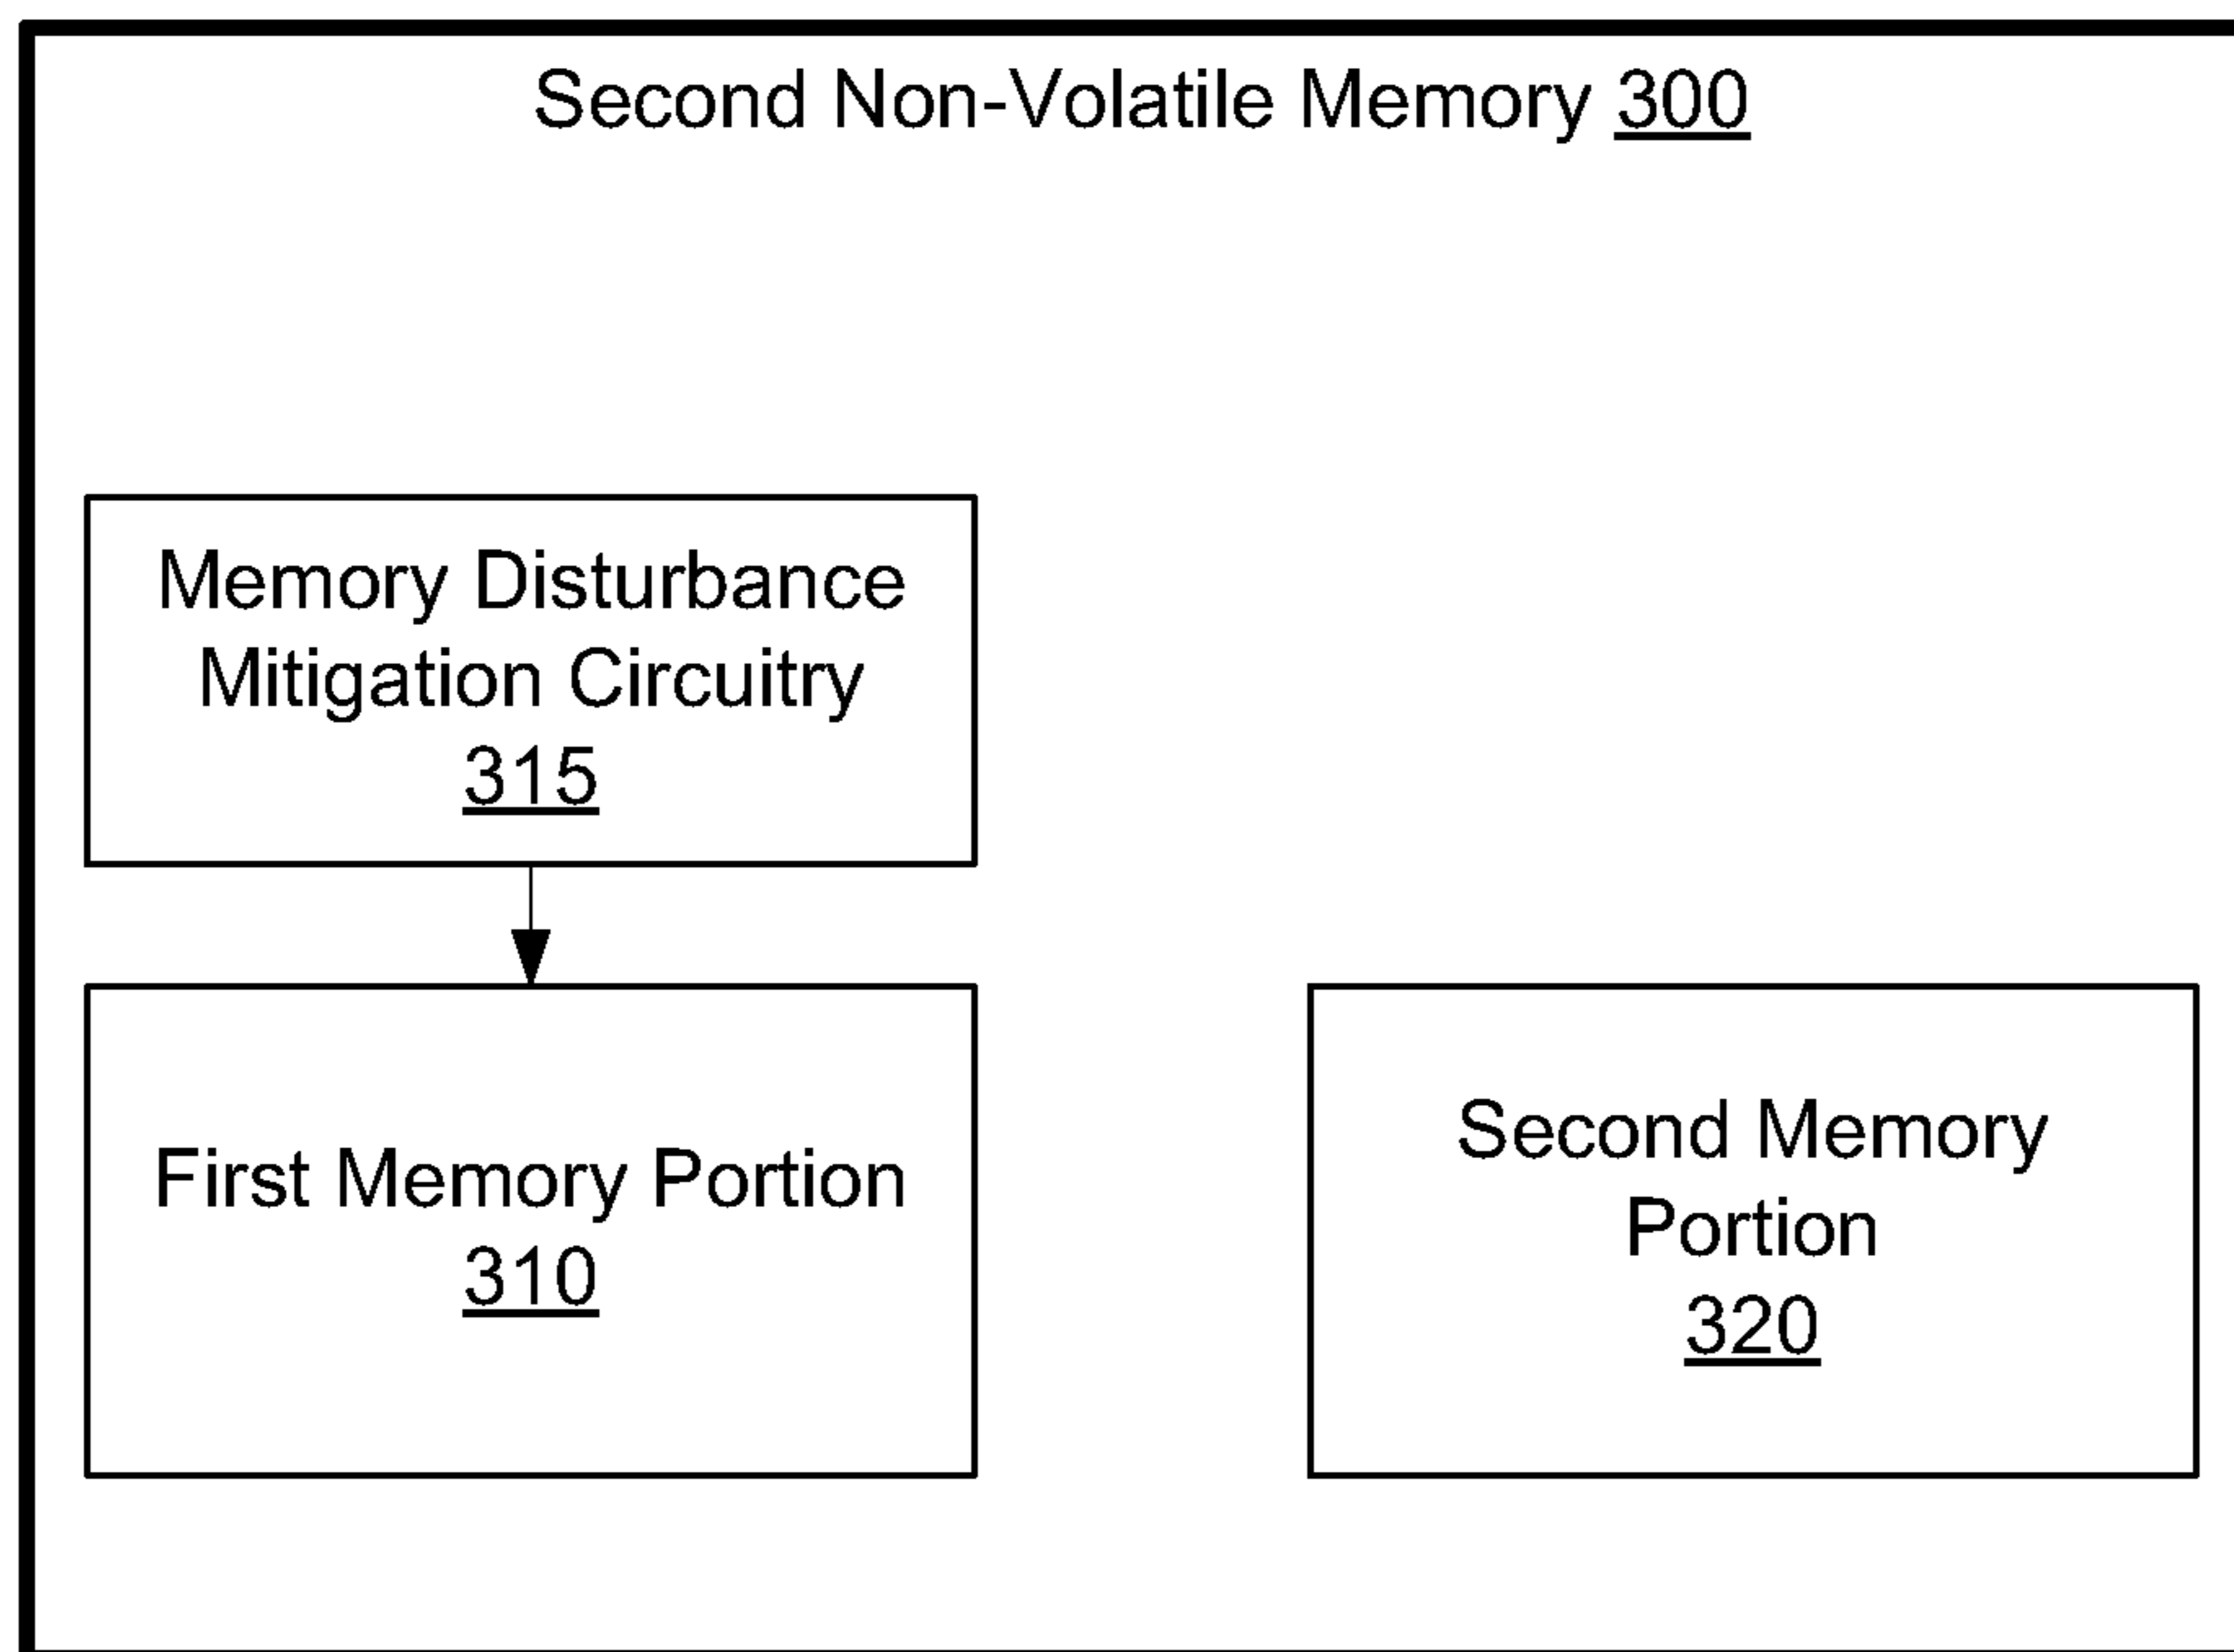 Second Non-Volatile Memory 300
Memory Disturbance
Mitigation Circuitry
315
First Memory Portion
310
Second Memory
Portion
320